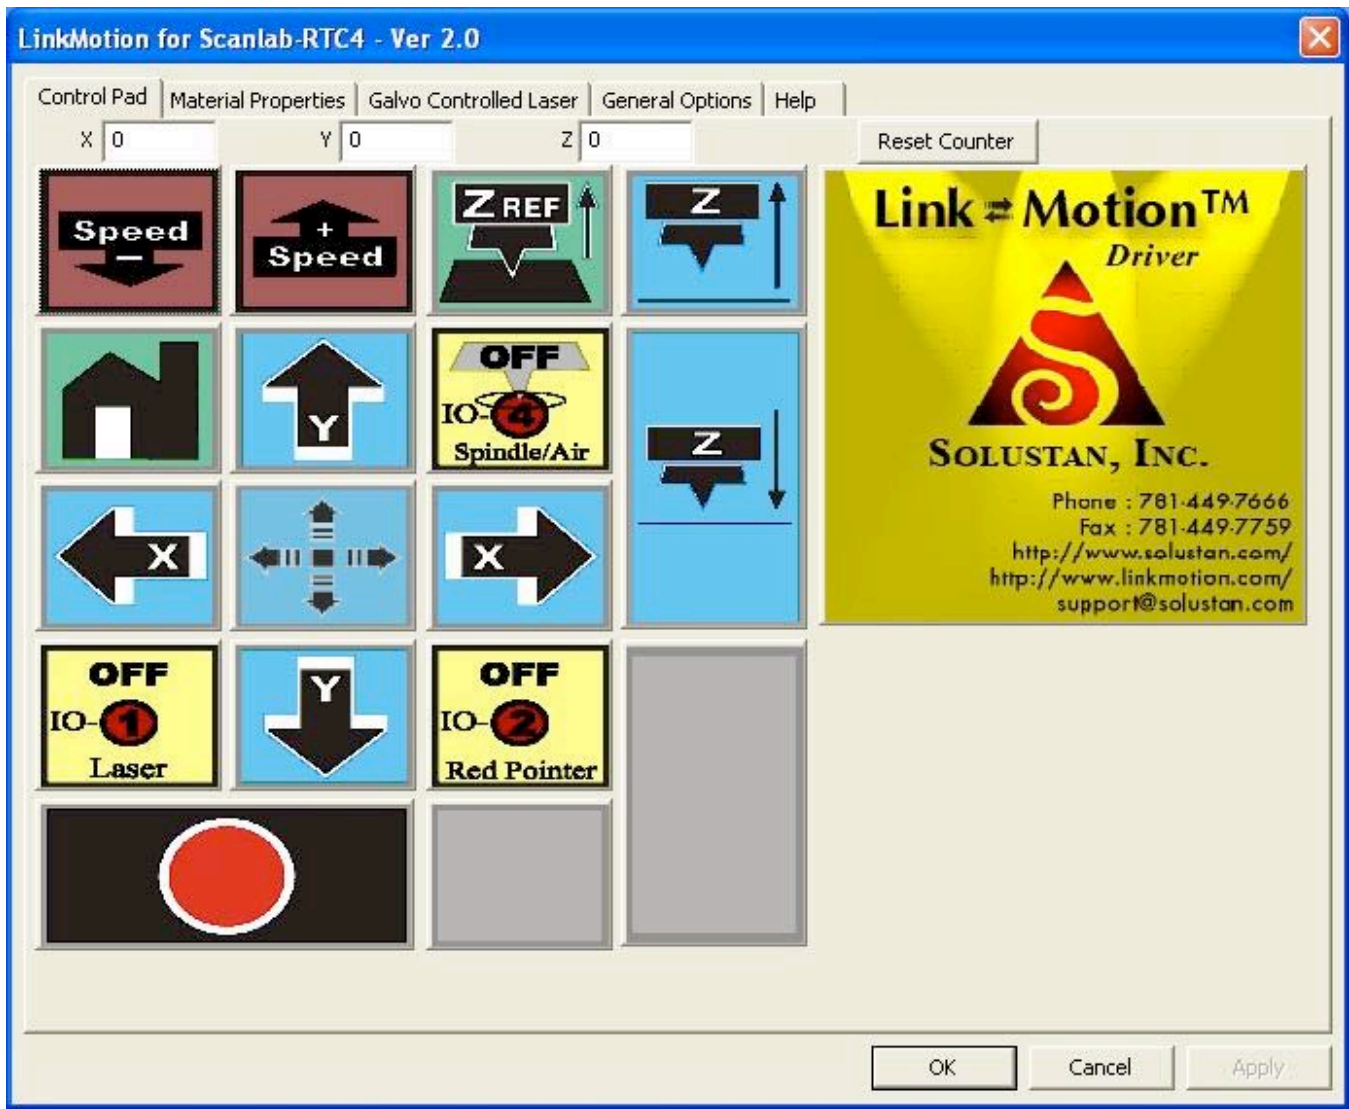 LinkMotion for Scanlab-RTC4 - Ver 2.0
Control Pad Material Properties Galvo Controlled Laser General Options Help
X 0 Y 0 Z 0 Reset Counter
Speed
-
+
Speed
Z REF
Z
Link ⇄ Motion™
Driver
Y
OFF
IO-4
Spindle/Air
Z
SOLUSTAN, INC.
Phone : 781-449-7666
Fax : 781-449-7759
http://www.solustan.com/
http://www.linkmotion.com/
support@solustan.com
X
X
OFF
IO-1
Laser
Y
OFF
IO-2
Red Pointer
OK Cancel Apply